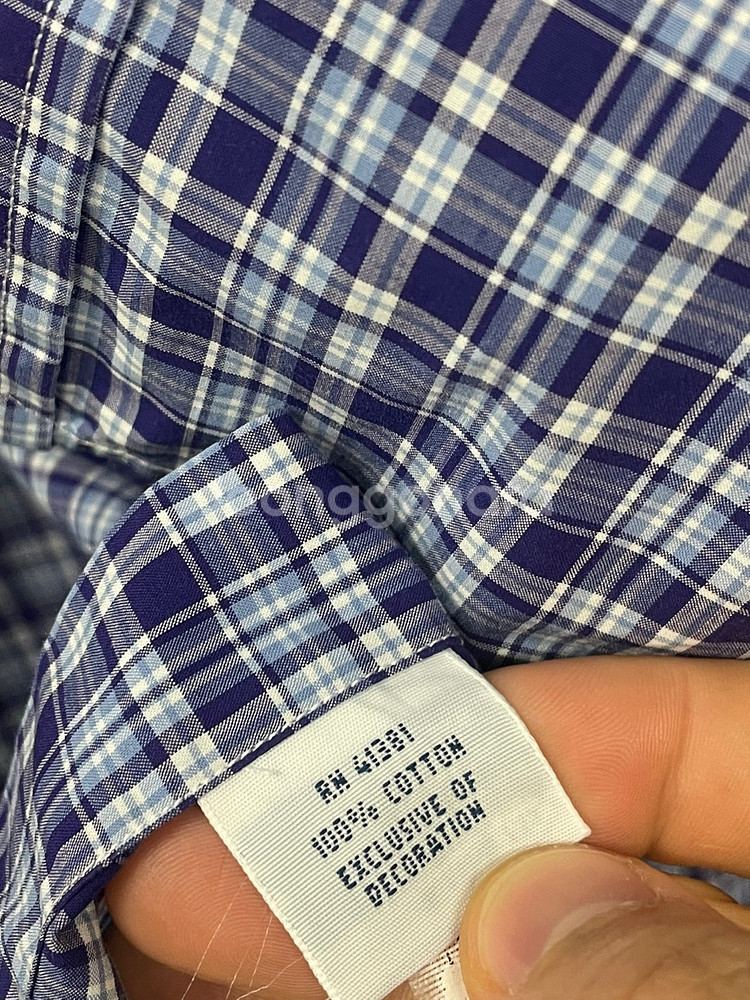 RN 41381
100% COTTON
EXCLUSIVE OF
DECORATION